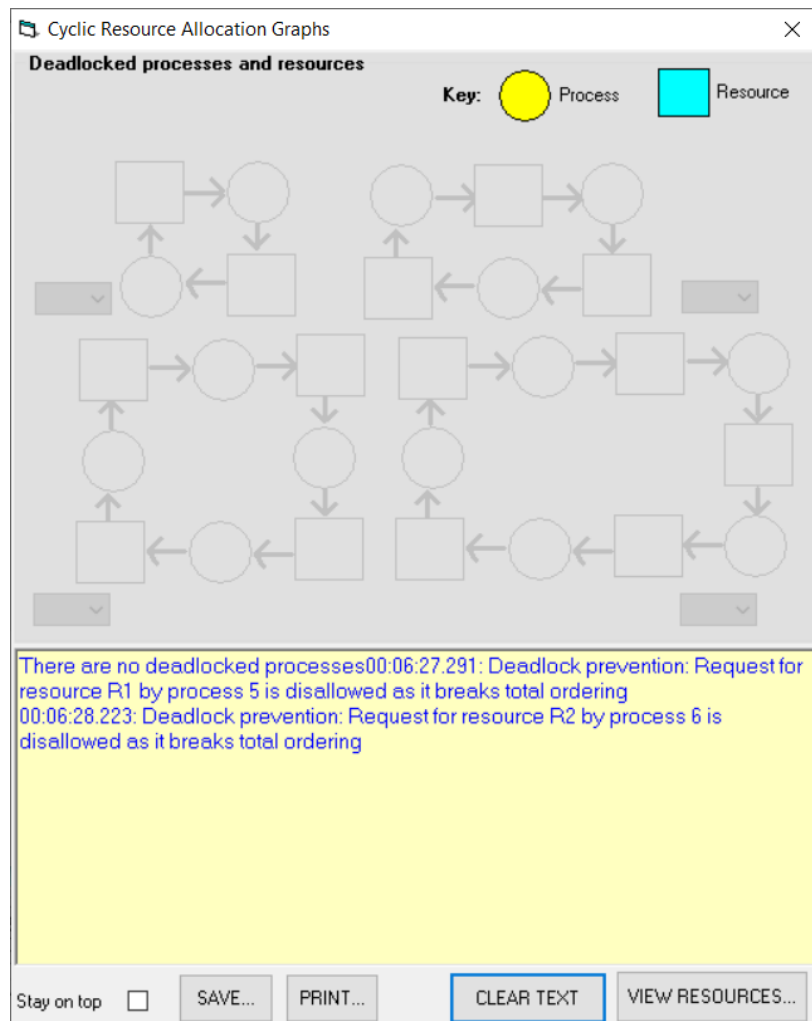 Cyclic Resource Allocation Graphs
Deadlocked processes and resources
Key: Process Resource
There are no deadlocked processes00:06:27.291: Deadlock prevention: Request for
resource R1 by process 5 is disallowed as it breaks total ordering
00:06:28.223: Deadlock prevention: Request for resource R2 by process 6 is
disallowed as it breaks total ordering
Stay on top SAVE... PRINT... CLEAR TEXT VIEW RESOURCES...